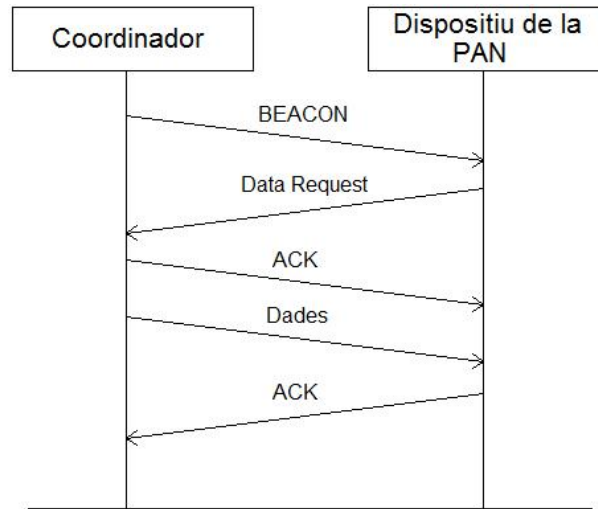 Coordinador
Dispositiu de la
PAN
BEACON
Data Request
ACK
Dades
ACK